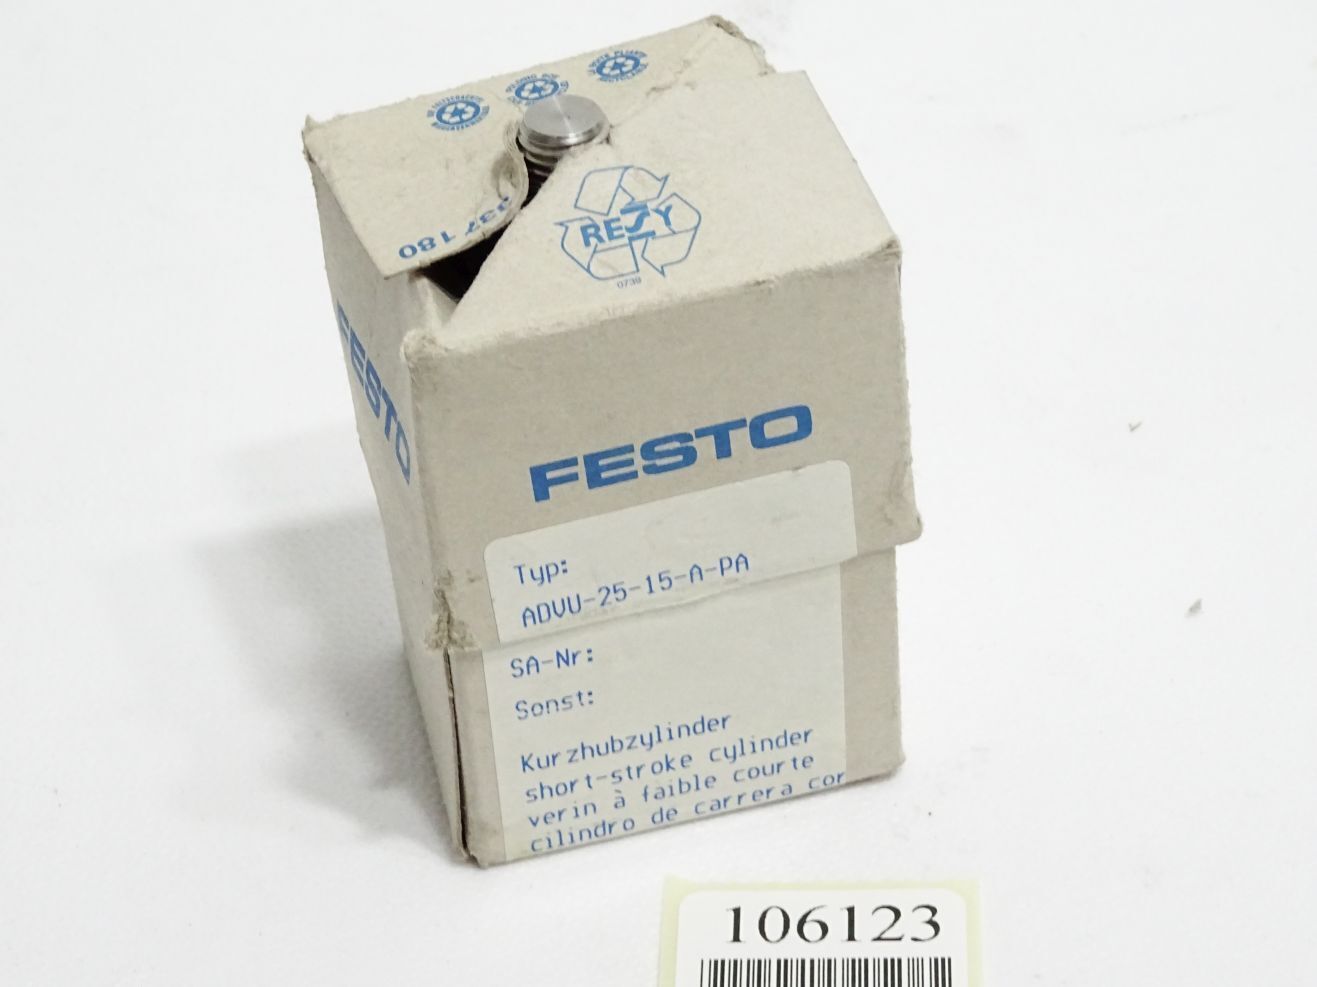 037180
RESY
0739
FESTO
FESTO
Typ:
ADVU-25-15-A-PA
SA-Nr:
Sonst:
Kurzhubzylinder
short-stroke cylinder
verin à faible courte
cilindro de carrera cor
106123